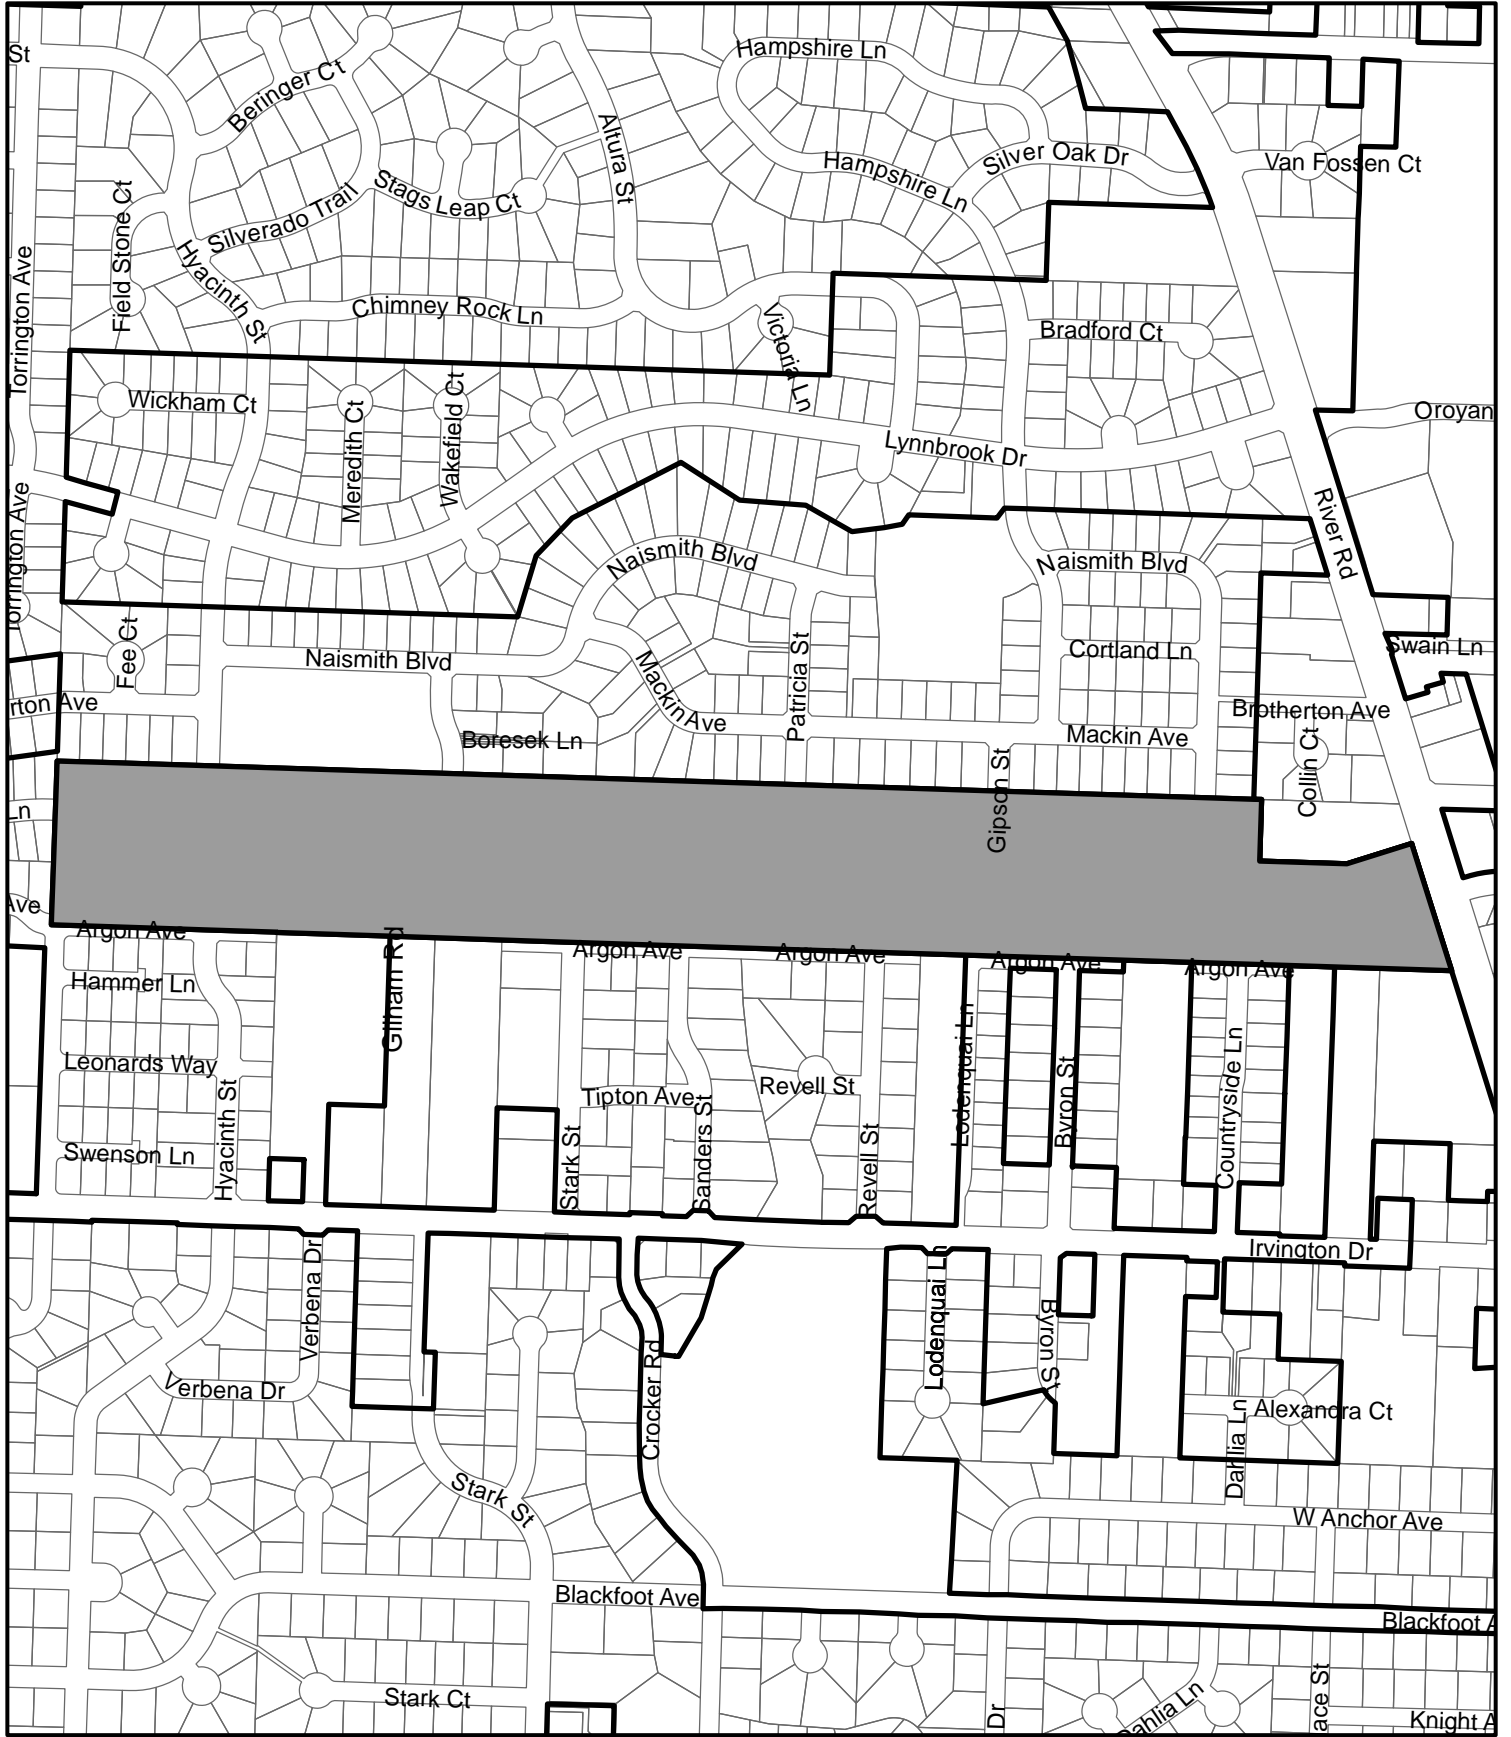 St
Hampshire Ln
Beringer Ct
Altura St
Hampshire Ln
Silver Oak Dr
Van Fossen Ct
Stags Leap Ct
Field Stone Ct
Silverado Trail
Hyacinth St
Torrington Ave
Chimney Rock Ln
Victoria Ln
Bradford Ct
Wickham Ct
Meredith Ct
Wakefield Ct
Oroyan
Lynnbrook Dr
River Rd
Torrington Ave
Naismith Blvd
Naismith Blvd
Fee Ct
Naismith Blvd
Mackin Ave
Patricia St
Cortland Ln
Swain Ln
rton Ave
Brotherton Ave
Boresek Ln
Mackin Ave
Gipson St
Collin Ct
Ln
Ave
Argon Ave
Gilham Rd
Argon Ave
Argon Ave
Argon Ave
Argon Ave
Hammer Ln
Lodenquai Ln
Leonards Way
Hyacinth St
Tipton Ave
Revell St
Byron St
Countryside Ln
Swenson Ln
Stark St
Sanders St
Revell St
Irvington Dr
Verbena Dr
Lodenquai Ln
Byron St
Verbena Dr
Crocker Rd
Dahlia Ln
Alexandra Ct
Stark St
W Anchor Ave
Blackfoot Ave
Blackfoot A
Stark Ct
Dr
Dahlia Ln
ace St
Knight A